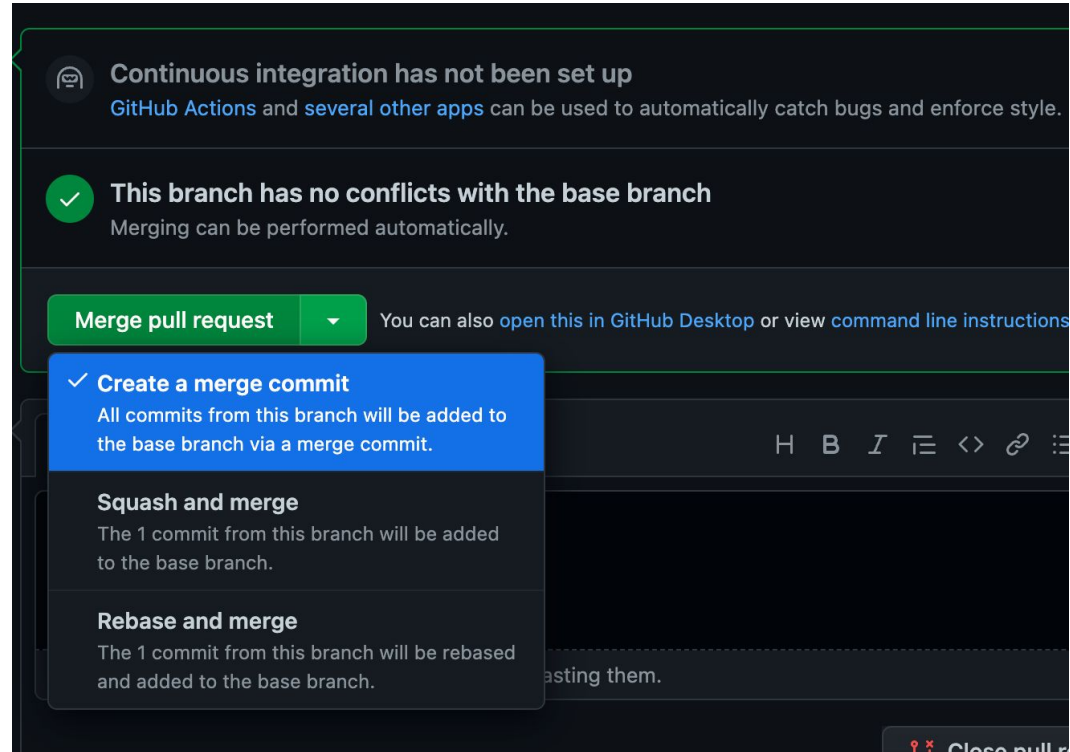 Continuous integration has not been set up
GitHub Actions and several other apps can be used to automatically catch bugs and enforce style.
This branch has no conflicts with the base branch
Merging can be performed automatically.
Merge pull request
You can also open this in GitHub Desktop or view command line instructions
Create a merge commit
All commits from this branch will be added to
the base branch via a merge commit.
H B I
Squash and merge
The 1 commit from this branch will be added
to the base branch.
Rebase and merge
The 1 commit from this branch will be rebased
and added to the base branch.
asting them.
Close pull